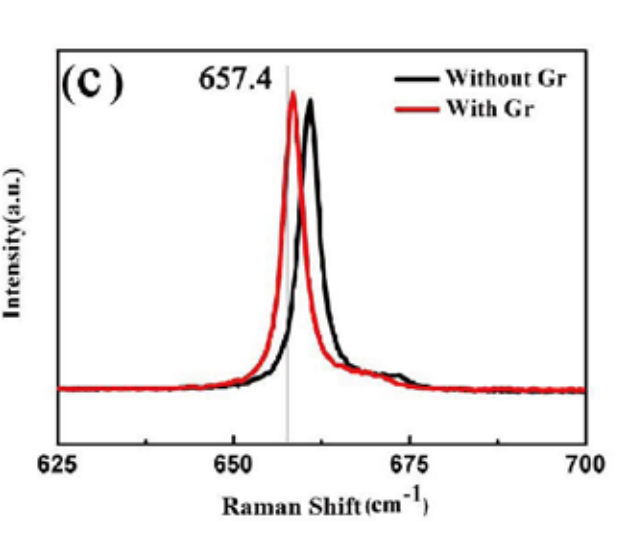 (c)
657.4
Without Gr
With Gr
Intensity(a.u.)
625 650 675 700
Raman Shift(cm⁻¹)